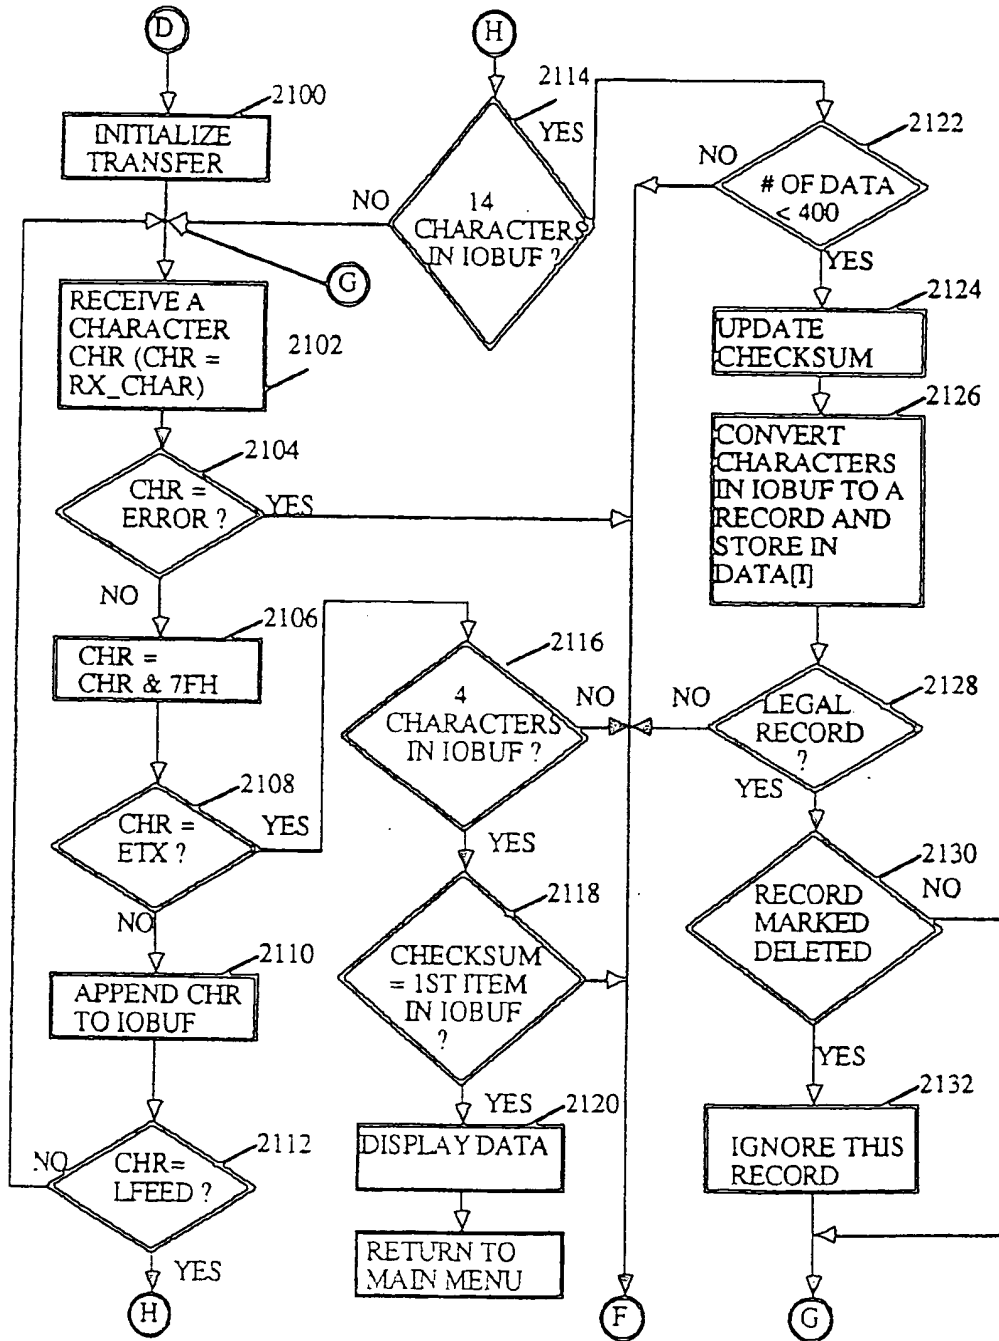 D
2100
INITIALIZE
TRANSFER
G
RECEIVE A
CHARACTER
CHR (CHR =
RX_CHAR)
2102
2104
CHR =
ERROR ?
YES
NO
2106
CHR =
CHR & 7FH
2108
CHR =
ETX ?
YES
NO
2110
APPEND CHR
TO IOBUF
2112
CHR=
LFEED ?
NO
YES
H
H
2114
YES
NO
14
CHARACTERS
IN IOBUF ?
2116
4
CHARACTERS
IN IOBUF ?
NO
YES
2118
CHECKSUM
= 1ST ITEM
IN IOBUF
?
YES
2120
DISPLAY DATA
RETURN TO
MAIN MENU
F
2122
NO
# OF DATA
< 400
YES
2124
UPDATE
CHECKSUM
2126
CONVERT
CHARACTERS
IN IOBUF TO A
RECORD AND
STORE IN
DATA[I]
2128
NO
LEGAL
RECORD
?
YES
2130
NO
RECORD
MARKED
DELETED
YES
2132
IGNORE THIS
RECORD
G